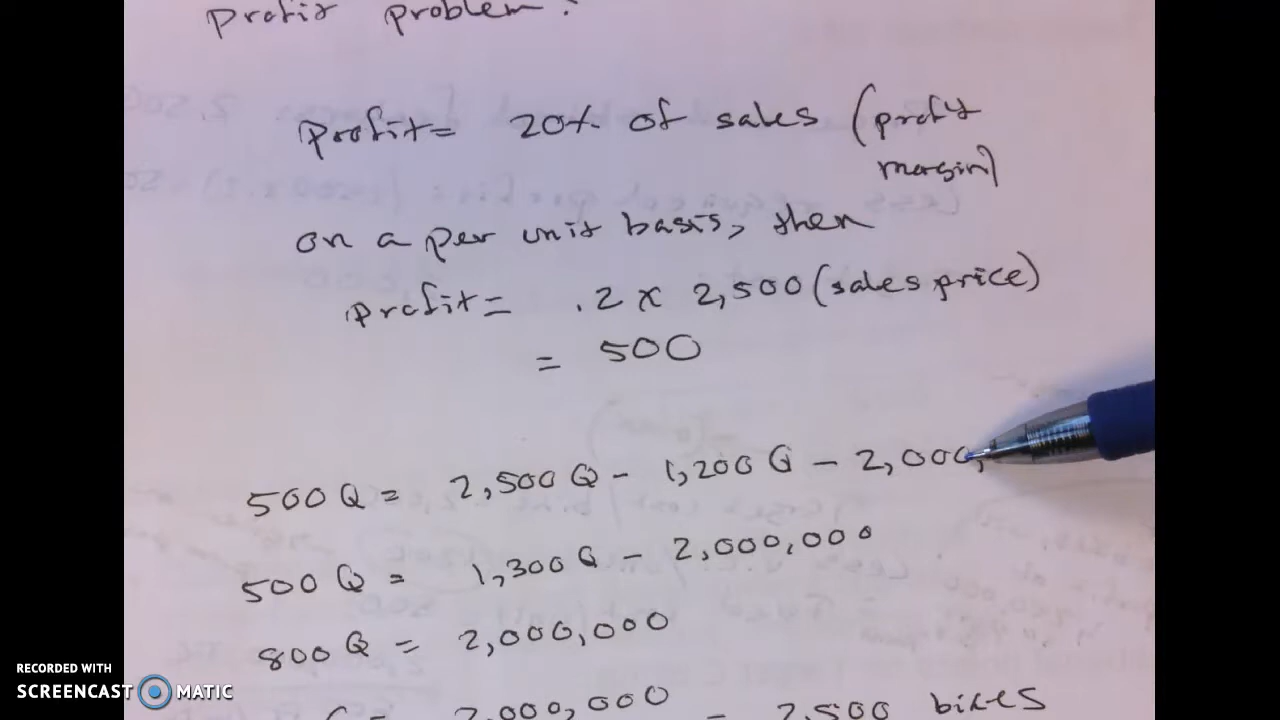 Profit problem:
Profit = 20% of sales (profit
margin)
on a per unit basis, then
profit = .2 x 2,500 (sales price)
= 500
500 Q = 2,500 Q - 1,200 Q - 2,000,
500 Q = 1,300 Q - 2,000,000
800 Q = 2,000,000
2,000,000 = 2,500 bikes
RECORDED WITH
SCREENCAST MATIC